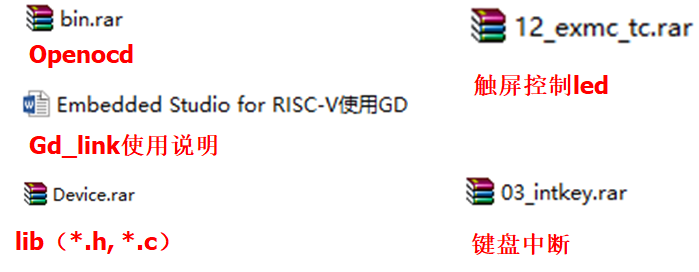 bin.rar
Openocd
Embedded Studio for RISC-V使用GD
Gd_link使用说明
Device.rar
lib（*.h, *.c）
12_exmc_tc.rar
触屏控制led
03_intkey.rar
键盘中断